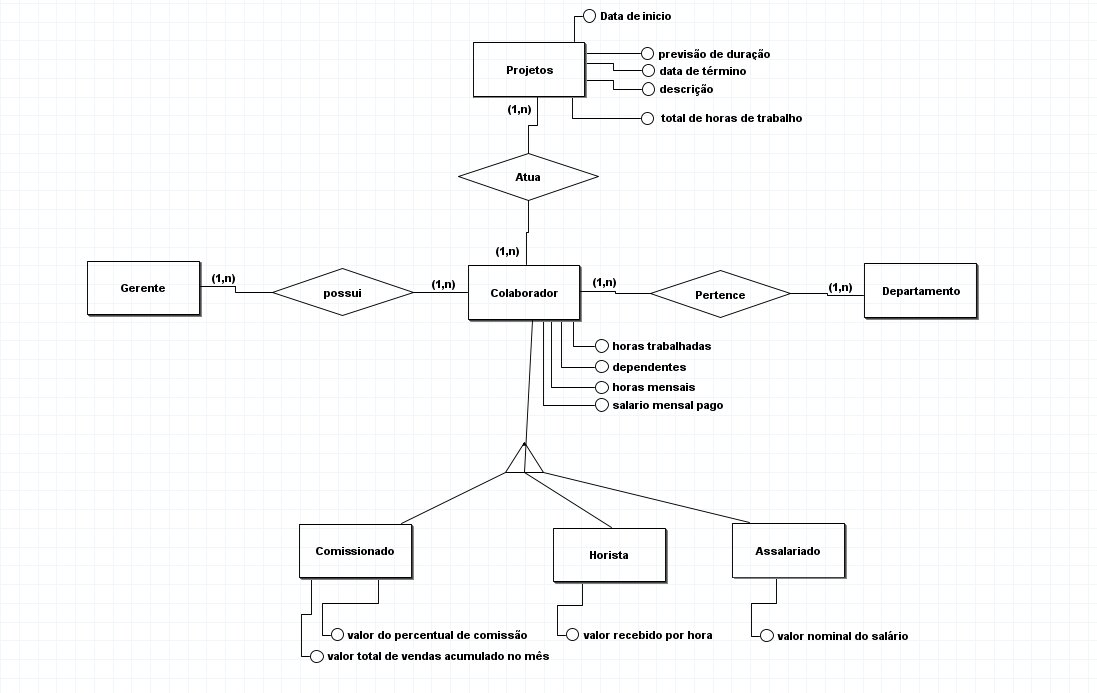 Data de inicio
previsão de duração
Projetos
data de término
descrição
(1,n)
total de horas de trabalho
Atua
(1,n)
Gerente
(1,n)
possui
(1,n)
Colaborador
(1,n)
Pertence
(1,n)
Departamento
horas trabalhadas
dependentes
horas mensais
salario mensal pago
Comissionado
Horista
Assalariado
valor do percentual de comissão
valor total de vendas acumulado no mês
valor recebido por hora
valor nominal do salário